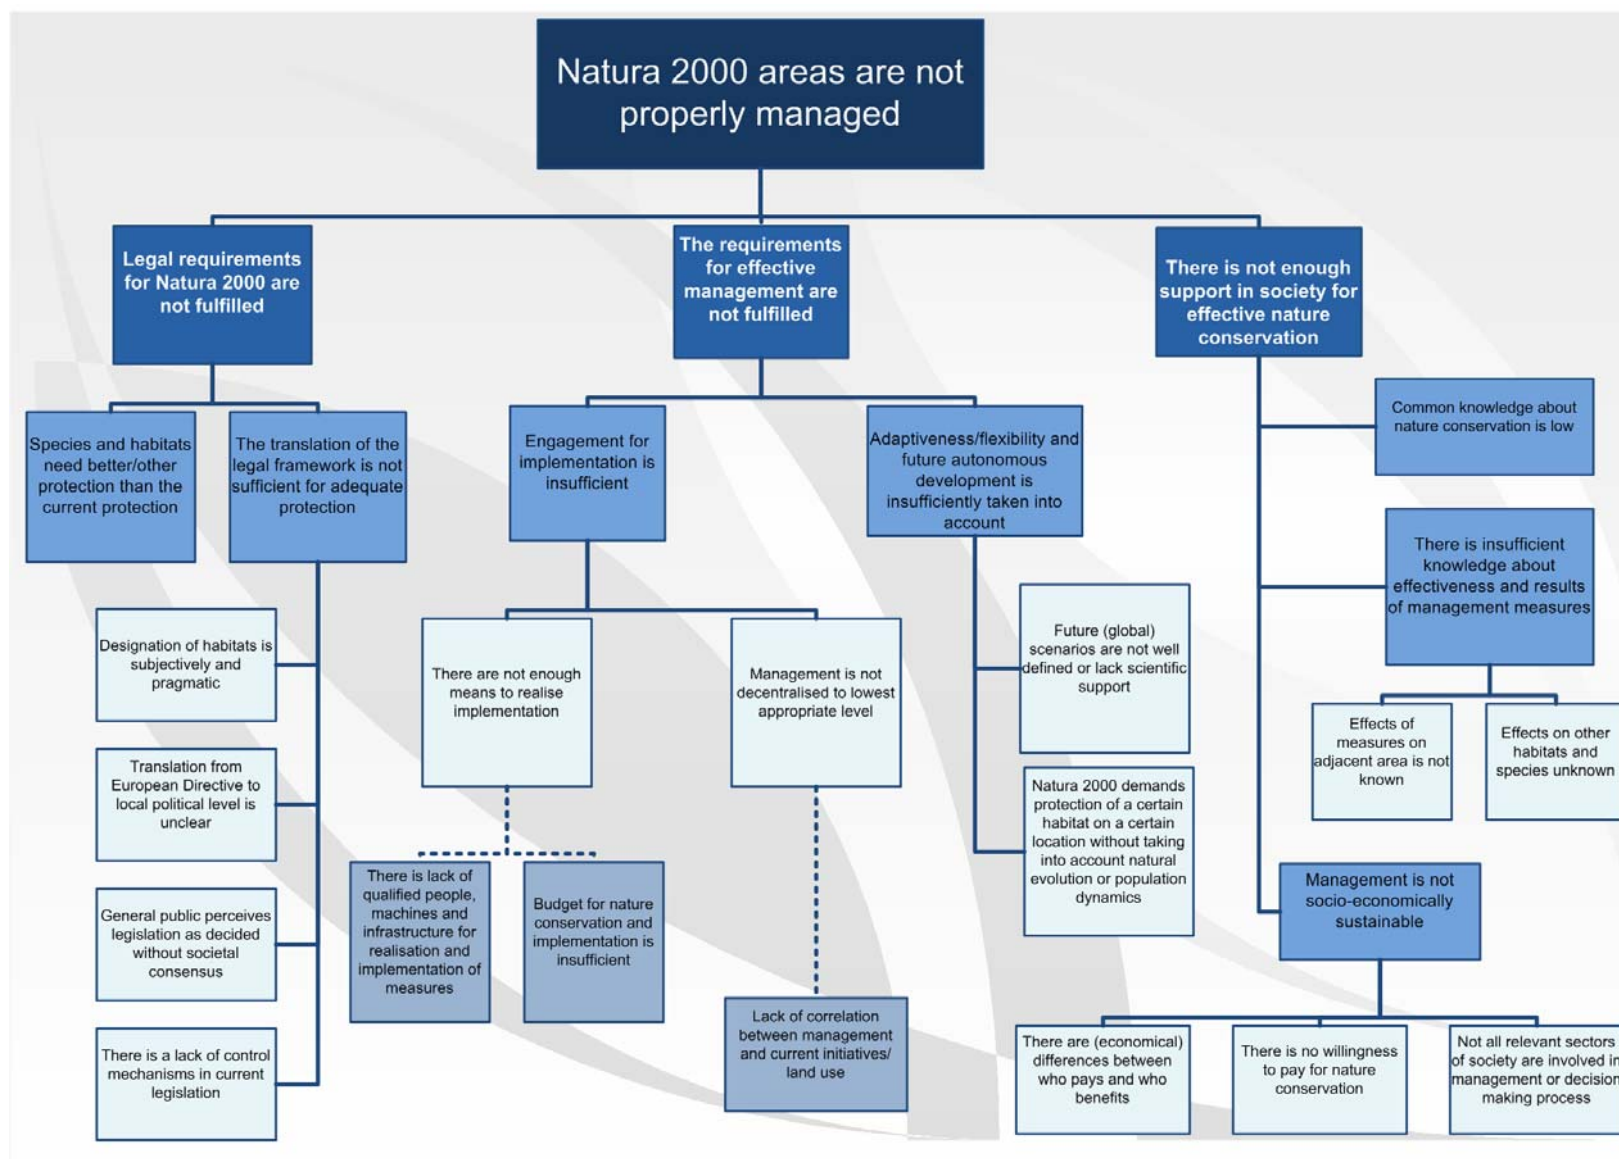 Natura 2000 areas are not
properly managed
Legal requirements
for Natura 2000 are
not fulfilled
The requirements
for effective
management are
not fulfilled
There is not enough
support in society for
effective nature
conservation
Species and habitats
need better/other
protection than the
current protection
The translation of the
legal framework is not
sufficient for adequate
protection
Engagement for
implementation is
insufficient
Adaptiveness/flexibility and
future autonomous
development is
insufficiently taken into
account
Common knowledge about
nature conservation is low
There is insufficient
knowledge about
effectiveness and results
of management measures
Designation of habitats is
subjectively and
pragmatic
Translation from
European Directive to
local political level is
unclear
General public perceives
legislation as decided
without societal
consensus
There is a lack of control
mechanisms in current
legislation
There are not enough
means to realise
implementation
Management is not
decentralised to lowest
appropriate level
Future (global)
scenarios are not well
defined or lack scientific
support
Natura 2000 demands
protection of a certain
habitat on a certain
location without taking
into account natural
evolution or population
dynamics
Effects of
measures on
adjacent area is not
known
Effects on other
habitats and
species unknown
There is lack of
qualified people,
machines and
infrastructure for
realisation and
implementation of
measures
Budget for nature
conservation and
implementation is
insufficient
Lack of correlation
between management
and current initiatives/
land use
Management is not
socio-economically
sustainable
There are (economical)
differences between
who pays and who
benefits
There is no willingness
to pay for nature
conservation
Not all relevant sectors
of society are involved in
management or decision
making process